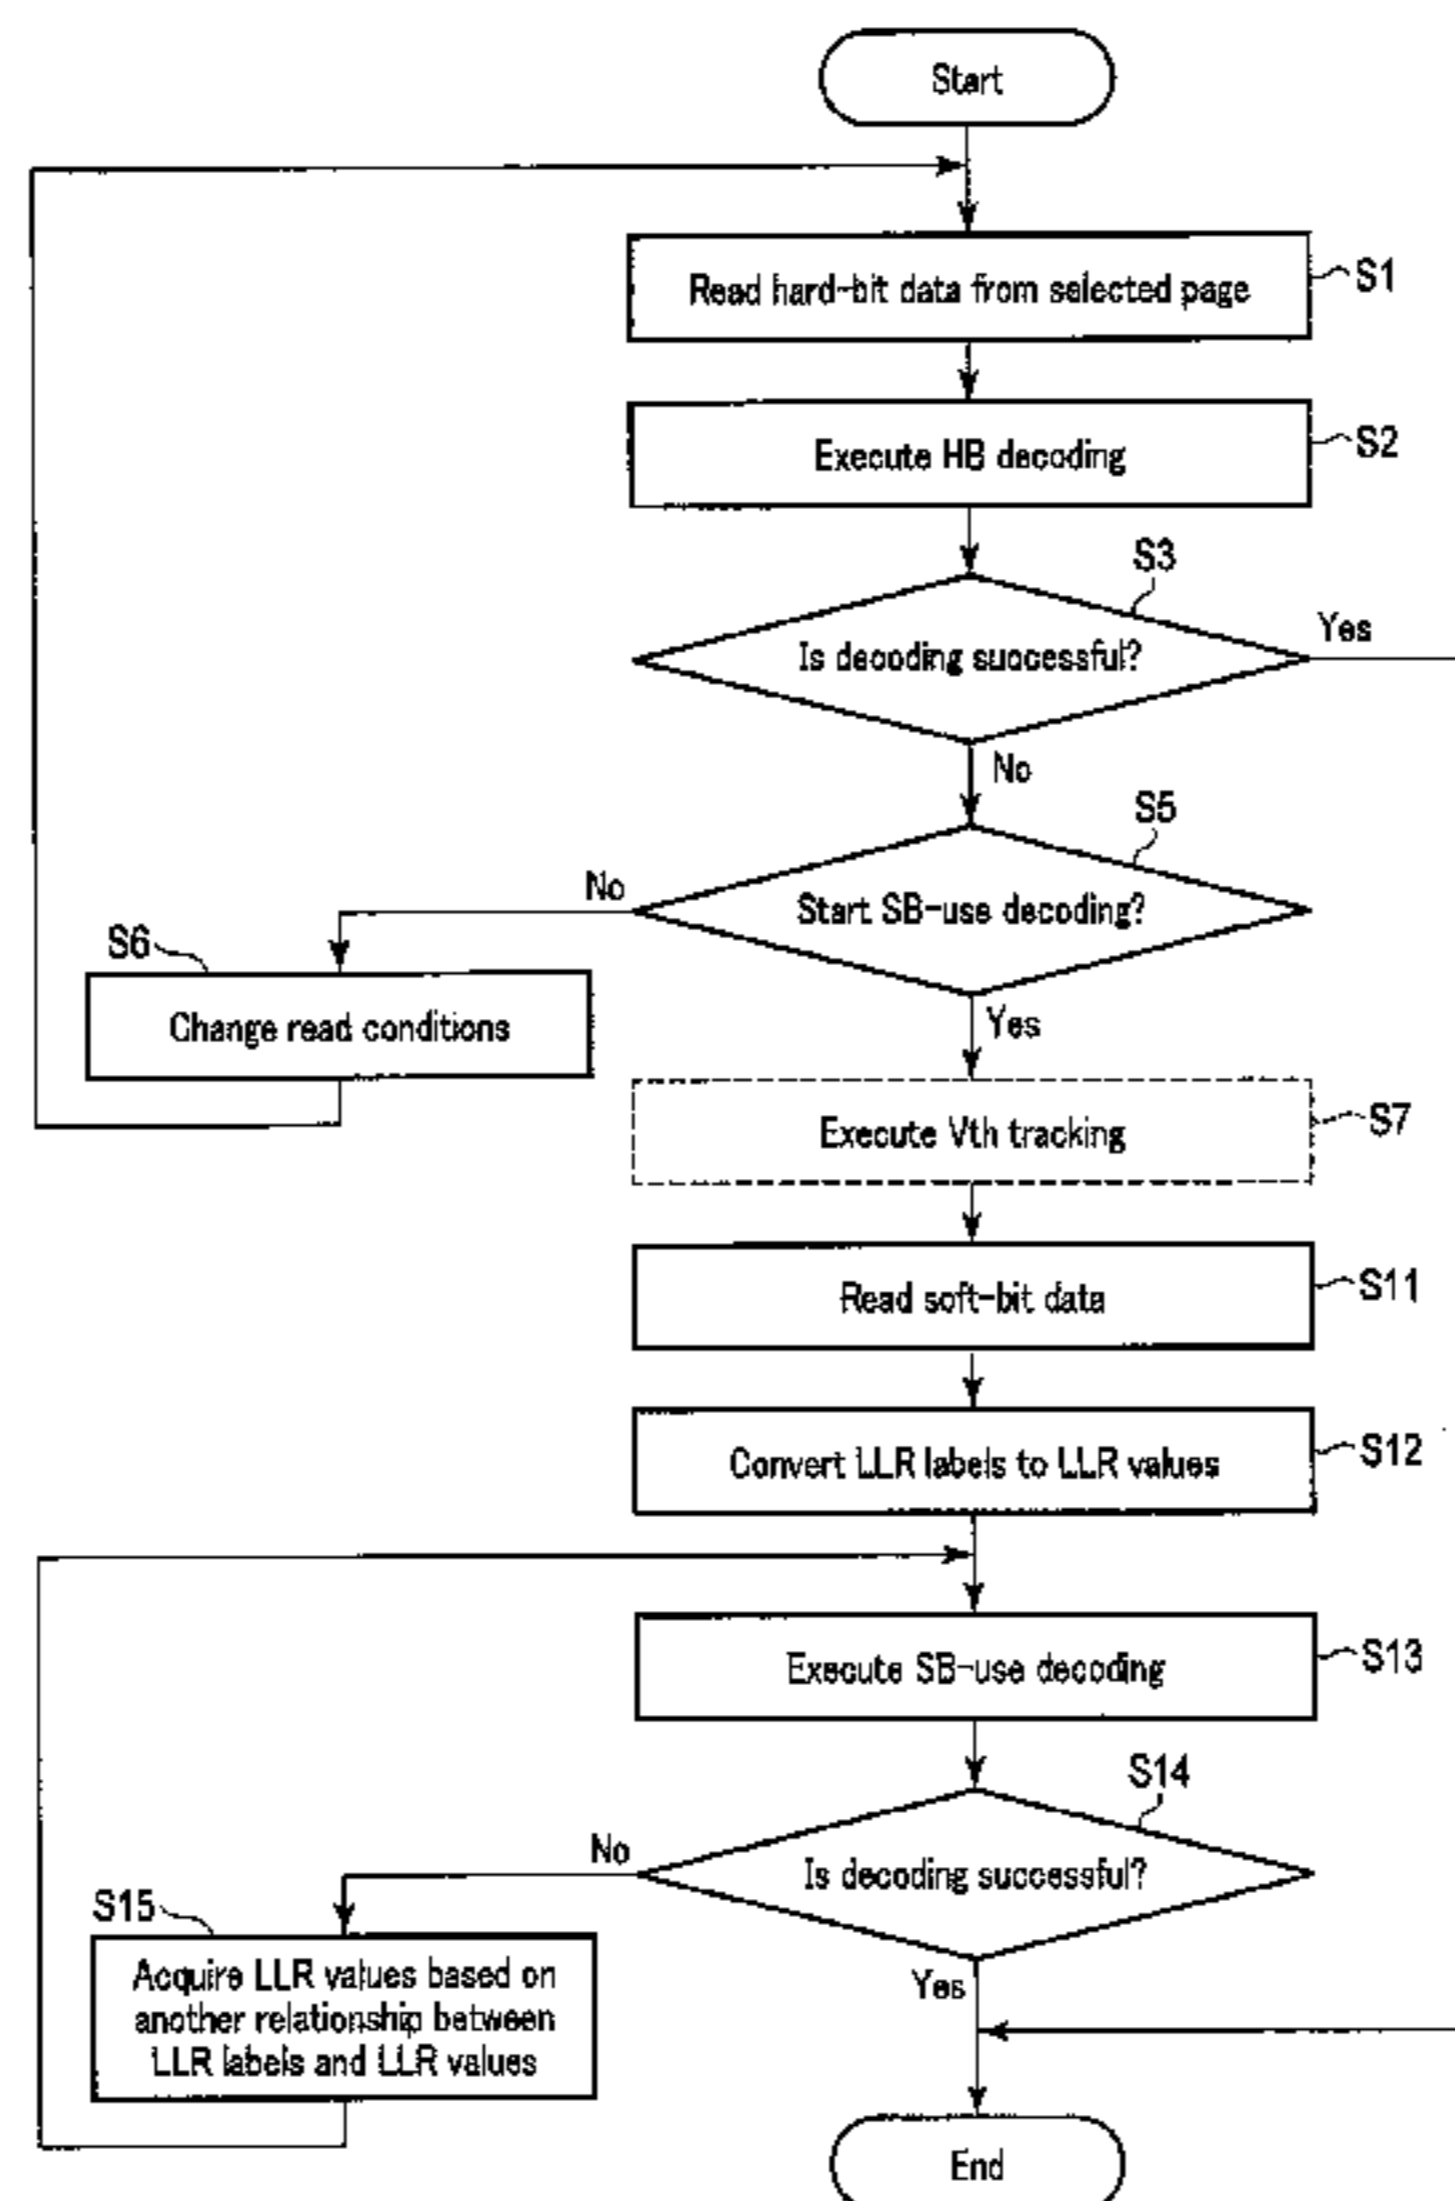 Start
Read hard-bit data from selected page
S1
Execute HB decoding
S2
S3
Is decoding successful?
Yes
No
S5
Start SB-use decoding?
No
S6
Change read conditions
Yes
Execute Vth tracking
S7
Read soft-bit data
S11
Convert LLR labels to LLR values
S12
Execute SB-use decoding
S13
S14
Is decoding successful?
No
S15
Acquire LLR values based on
another relationship between
LLR labels and LLR values
Yes
End